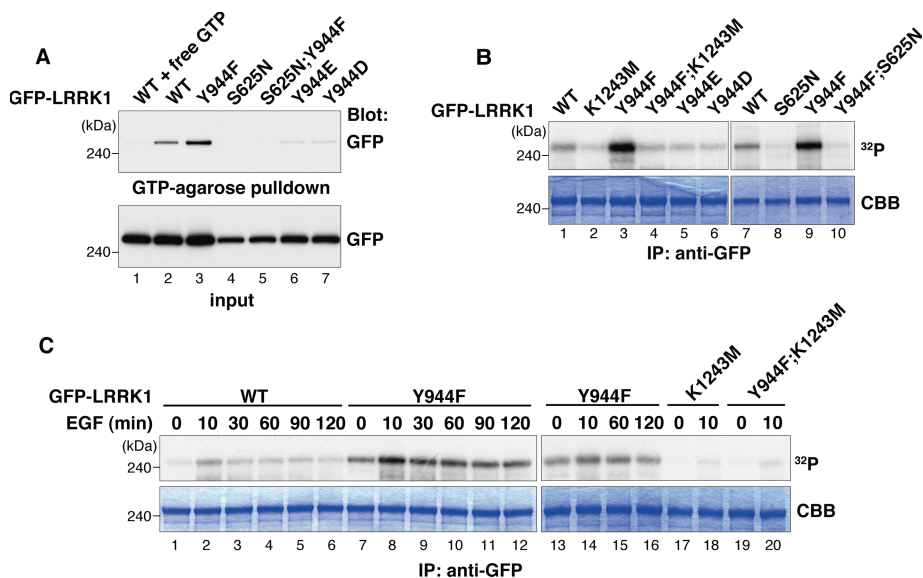 A
GFP-LRRK1
WT + free GTP
WT
Y944F
S625N
S625N;Y944F
Y944E
Y944D
Blot:
(kDa)
240
GFP
GTP-agarose pulldown
240
GFP
1 2 3 4 5 6 7
input
B
GFP-LRRK1
WT
K1243M
Y944F
Y944F;K1243M
Y944E
Y944D
WT
S625N
Y944F
Y944F;S625N
(kDa)
240
32P
240
CBB
1 2 3 4 5 6 7 8 9 10
IP: anti-GFP
C
GFP-LRRK1 WT Y944F Y944F K1243M Y944F;K1243M
EGF (min) 0 10 30 60 90 120 0 10 30 60 90 120 0 10 60 120 0 10 0 10
(kDa)
240
32P
240
CBB
1 2 3 4 5 6 7 8 9 10 11 12 13 14 15 16 17 18 19 20
IP: anti-GFP